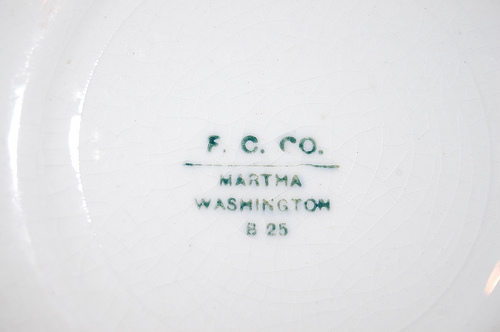 F. C. CO.
MARTHA
WASHINGTON
B 25